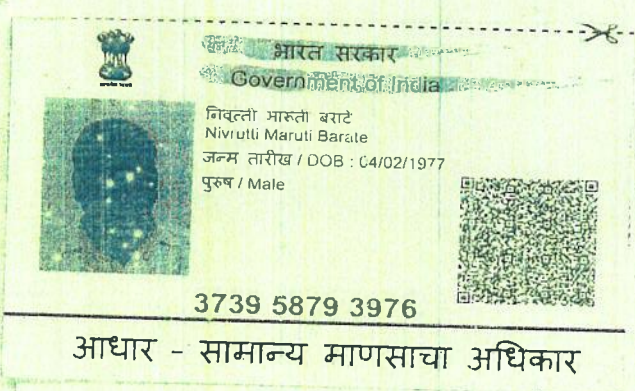 भारत सरकार
Government of India
निवृत्ती मारूती बराटे
Nivrutti Maruti Barate
जन्म तारीख / DOB : 04/02/1977
पुरुष / Male
3739 5879 3976
आधार – सामान्य माणसाचा अधिकार